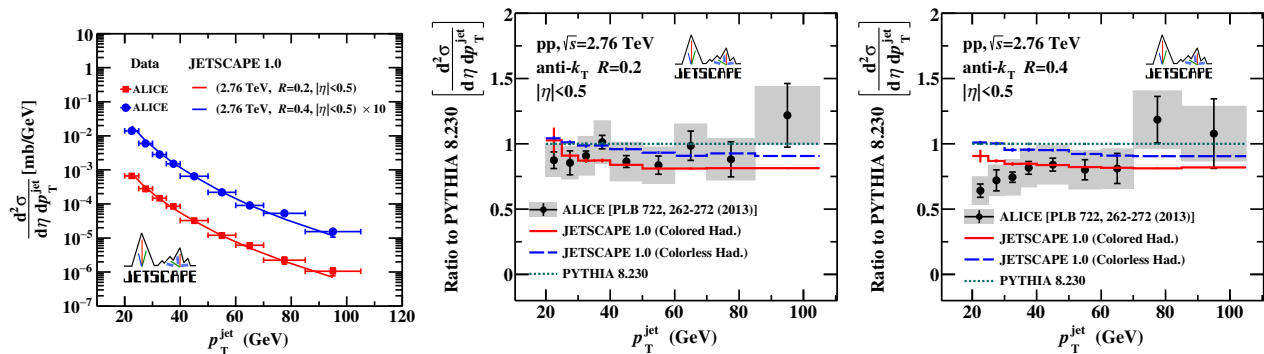 10
1
10⁻¹
10⁻²
10⁻³
10⁻⁴
10⁻⁵
10⁻⁶
10⁻⁷
d²σ / dη dp_T^jet [mb/GeV]
Data JETSCAPE 1.0
ALICE (2.76 TeV, R=0.2, |η|<0.5)
ALICE (2.76 TeV, R=0.4, |η|<0.5) × 10
JETSCAPE
20 40 60 80 100 120
p_T^jet (GeV)
Ratio to PYTHIA 8.230 [d²σ / dη dp_T^jet]
2
1.5
1
0.5
0
pp, √s=2.76 TeV
anti-k_T R=0.2
|η|<0.5
JETSCAPE
ALICE [PLB 722, 262-272 (2013)]
JETSCAPE 1.0 (Colored Had.)
JETSCAPE 1.0 (Colorless Had.)
PYTHIA 8.230
20 40 60 80 100
p_T^jet (GeV)
Ratio to PYTHIA 8.230 [d²σ / dη dp_T^jet]
2
1.5
1
0.5
0
pp, √s=2.76 TeV
anti-k_T R=0.4
|η|<0.5
JETSCAPE
ALICE [PLB 722, 262-272 (2013)]
JETSCAPE 1.0 (Colored Had.)
JETSCAPE 1.0 (Colorless Had.)
PYTHIA 8.230
20 40 60 80 100
p_T^jet (GeV)